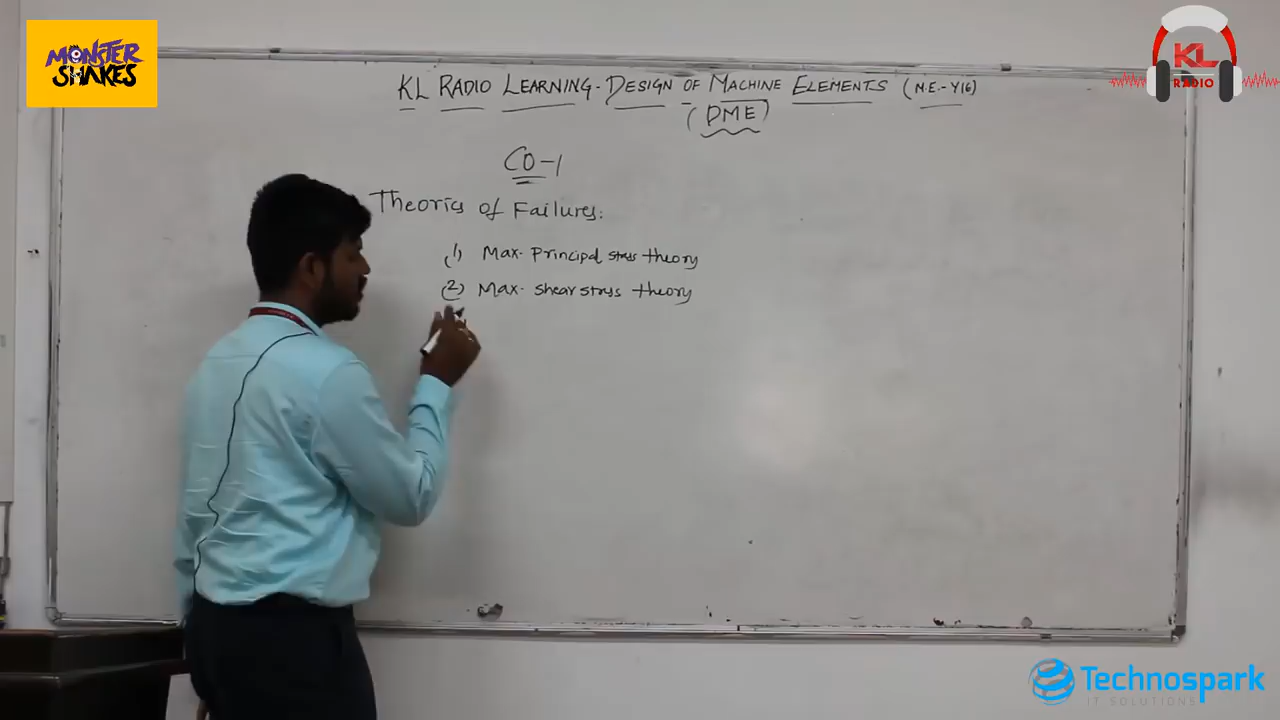 MONSTER
SHAKES
KL
RADIO
KL RADIO LEARNING - DESIGN OF MACHINE ELEMENTS (M.E.-Y16)
(DME)
CO-1
Theories of Failures:
(1) Max. Principal stress theory
(2) Max. shear stress theory
Technospark
IT SOLUTIONS